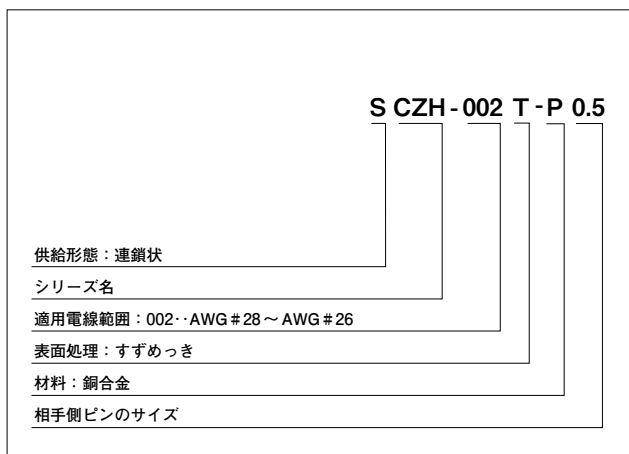 S CZH - 002 T - P 0.5
供給形態：連鎖状
シリーズ名
適用電線範囲：002‥AWG＃28～AWG＃26
表面処理：すずめっき
材料：銅合金
相手側ピンのサイズ